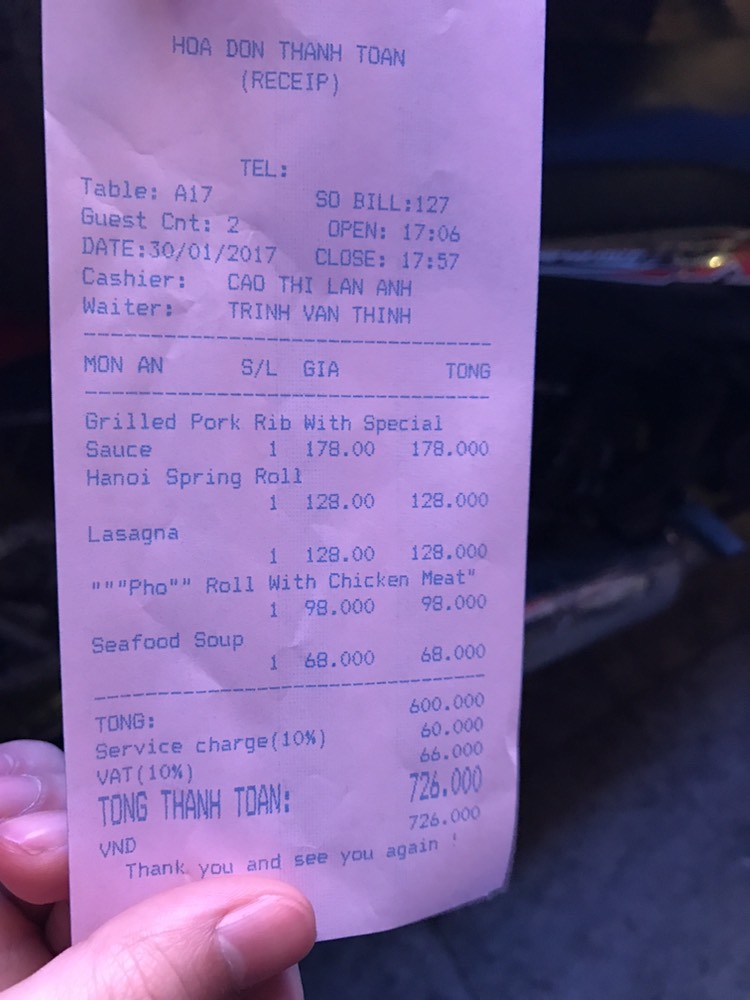 HOA DON THANH TOAN
(RECEIP)
TEL:
Table: A17 SO BILL:127
Guest Cnt: 2 OPEN: 17:06
DATE:30/01/2017 CLOSE: 17:57
Cashier: CAO THI LAN ANH
Waiter: TRINH VAN THINH
MON AN S/L GIA TONG
Grilled Pork Rib With Special
Sauce 1 178.00 178.000
Hanoi Spring Roll
1 128.00 128.000
Lasagna
1 128.00 128.000
"""Pho"" Roll With Chicken Meat"
1 98.000 98.000
Seafood Soup
1 68.000 68.000
TONG: 600.000
Service charge(10%) 60.000
VAT(10%) 66.000
TONG THANH TOAN: 726.000
VND 726.000
Thank you and see you again '